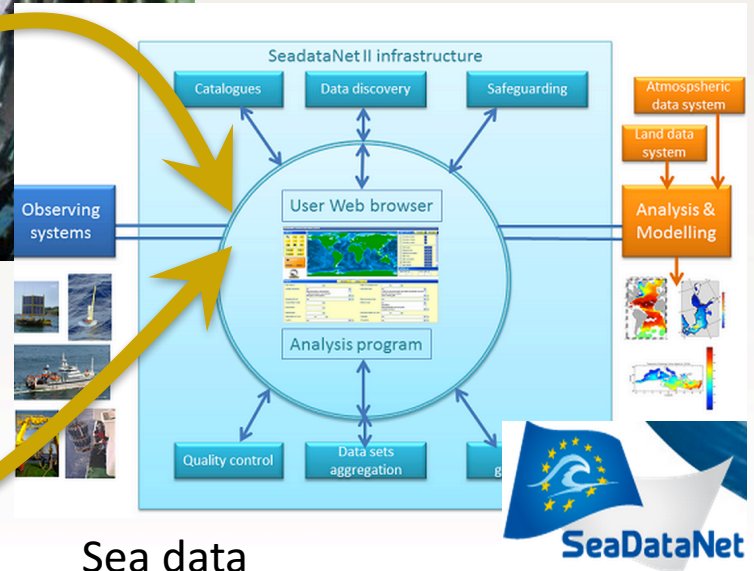 SeadataNet II infrastructure
Catalogues
Data discovery
Safeguarding
Atmospsheric
data system
Land data
system
Observing
systems
User Web browser
Analysis &
Modelling
Analysis program
Quality control
Data sets
aggregation
SeaDataNet
Sea data